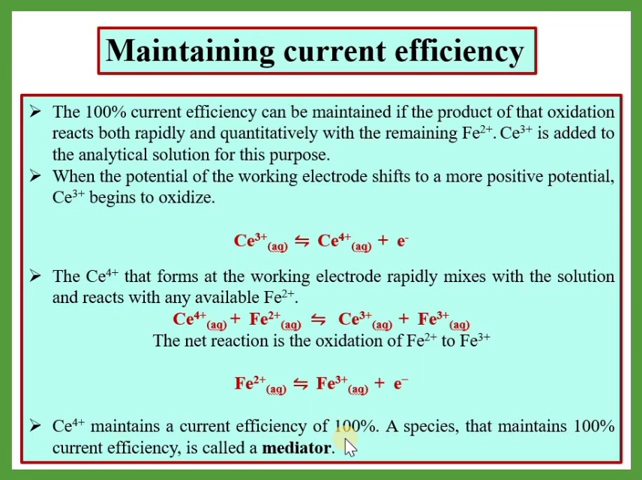 Maintaining current efficiency
➢ The 100% current efficiency can be maintained if the product of that oxidation
reacts both rapidly and quantitatively with the remaining Fe²⁺. Ce³⁺ is added to
the analytical solution for this purpose.
➢ When the potential of the working electrode shifts to a more positive potential,
Ce³⁺ begins to oxidize.
Ce³⁺(aq) ⇋ Ce⁴⁺(aq) + e⁻
➢ The Ce⁴⁺ that forms at the working electrode rapidly mixes with the solution
and reacts with any available Fe²⁺.
Ce⁴⁺(aq) + Fe²⁺(aq) ⇋ Ce³⁺(aq) + Fe³⁺(aq)
The net reaction is the oxidation of Fe²⁺ to Fe³⁺
Fe²⁺(aq) ⇋ Fe³⁺(aq) + e⁻
➢ Ce⁴⁺ maintains a current efficiency of 100%. A species, that maintains 100%
current efficiency, is called a mediator.